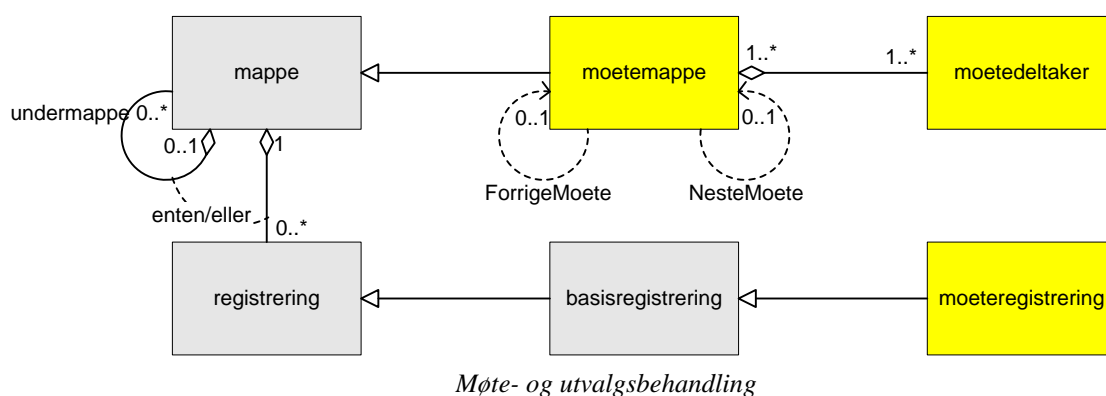 mappe
moetemappe
moetedeltaker
1..*
1..*
undermappe 0..*
0..1
1
0..1
0..1
ForrigeMoete
NesteMoete
enten/eller
0..*
registrering
basisregistrering
moeteregistrering
Møte- og utvalgsbehandling